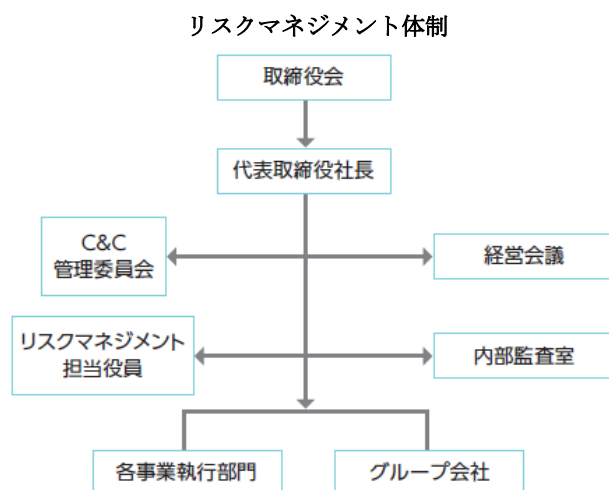 リスクマネジメント体制
取締役会
代表取締役社長
C&C
管理委員会
経営会議
リスクマネジメント
担当役員
内部監査室
各事業執行部門
グループ会社